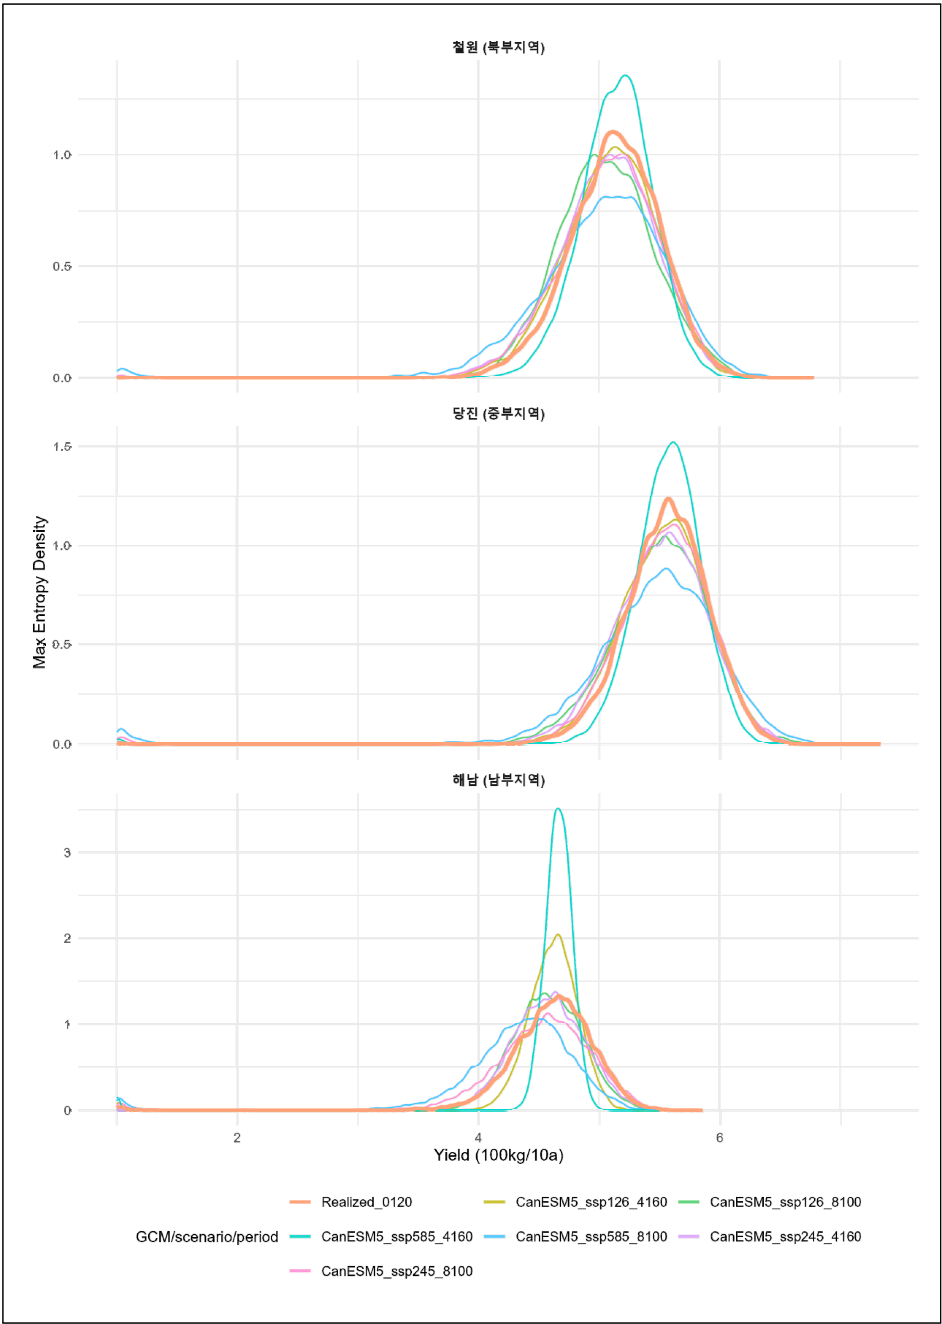 철원 (북부지역)
1.0
0.5
0.0
당진 (중부지역)
1.5
1.0
0.5
0.0
Max Entropy Density
해남 (남부지역)
3
2
1
0
2 4 6
Yield (100kg/10a)
Realized_0120 CanESM5_ssp126_4160 CanESM5_ssp126_8100
GCM/scenario/period CanESM5_ssp585_4160 CanESM5_ssp585_8100 CanESM5_ssp245_4160
CanESM5_ssp245_8100